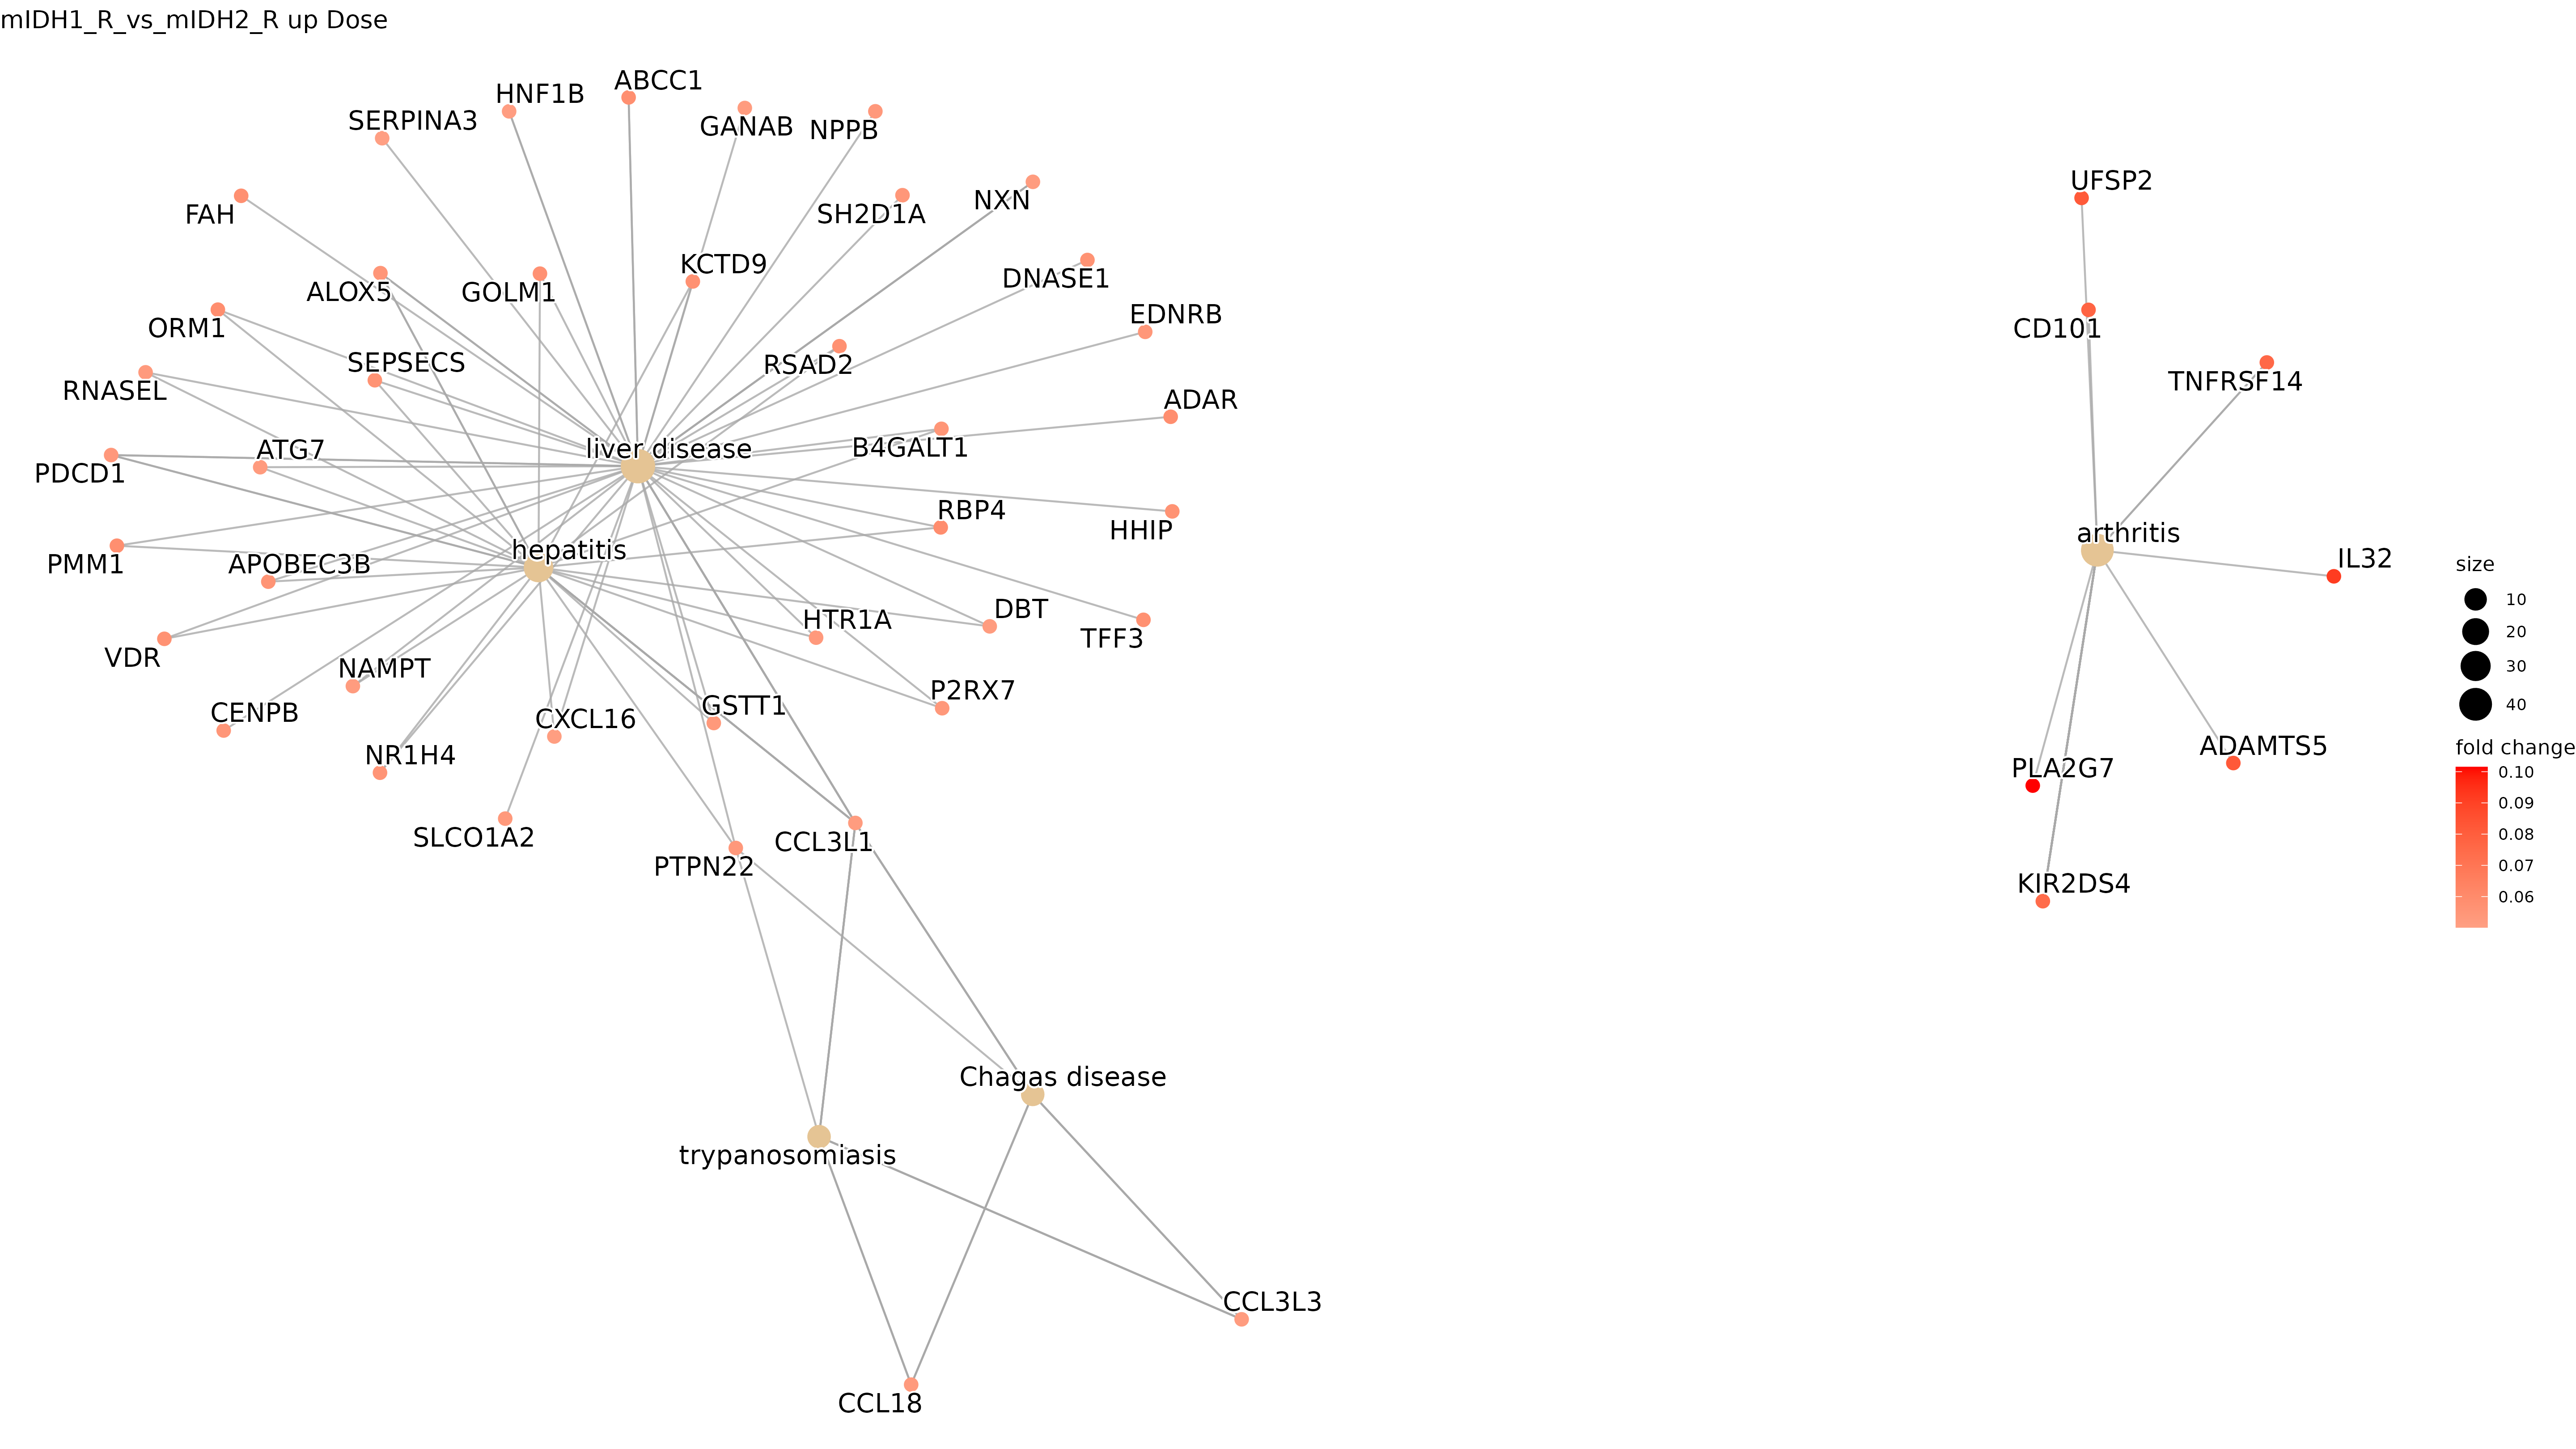 mIDH1_R_vs_mIDH2_R up Dose
ABCC1
HNF1B
SERPINA3
GANAB
NPPB
UFSP2
NXN
FAH
SH2D1A
KCTD9
DNASE1
ALOX5
GOLM1
EDNRB
ORM1
CD101
SEPSECS
RSAD2
TNFRSF14
RNASEL
ADAR
B4GALT1
liver disease
ATG7
PDCD1
RBP4
HHIP
arthritis
hepatitis
IL32
PMM1
APOBEC3B
size
10
20
30
40
DBT
HTR1A
TFF3
VDR
NAMPT
P2RX7
GSTT1
CENPB
CXCL16
ADAMTS5
NR1H4
PLA2G7
fold change
0.10
0.09
0.08
0.07
0.06
SLCO1A2
CCL3L1
PTPN22
KIR2DS4
Chagas disease
trypanosomiasis
CCL3L3
CCL18